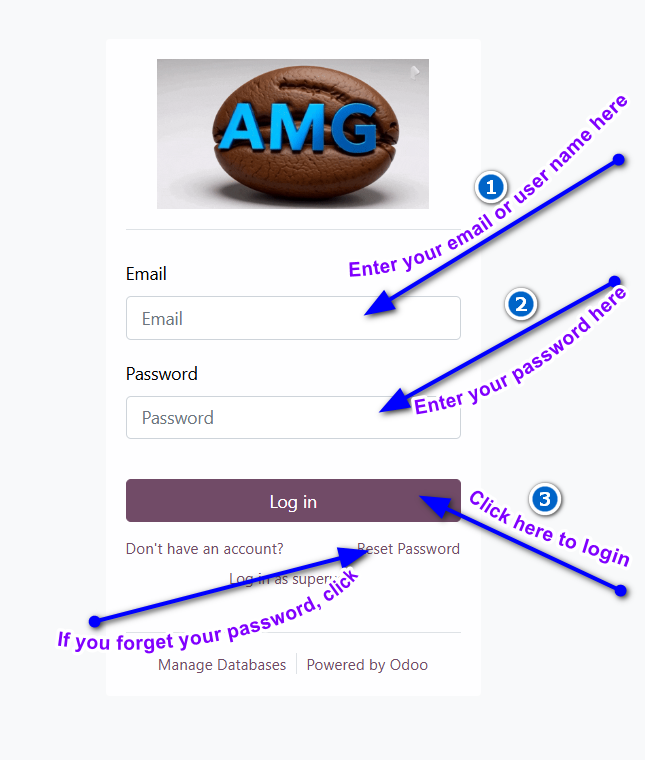 AMG
1
Enter your email or user name here
Email
Email
2
Enter your password here
Password
Password
3
Click here to login
Log in
Don't have an account?
Reset Password
Log in as super
If you forget your password, click
Manage Databases
Powered by Odoo